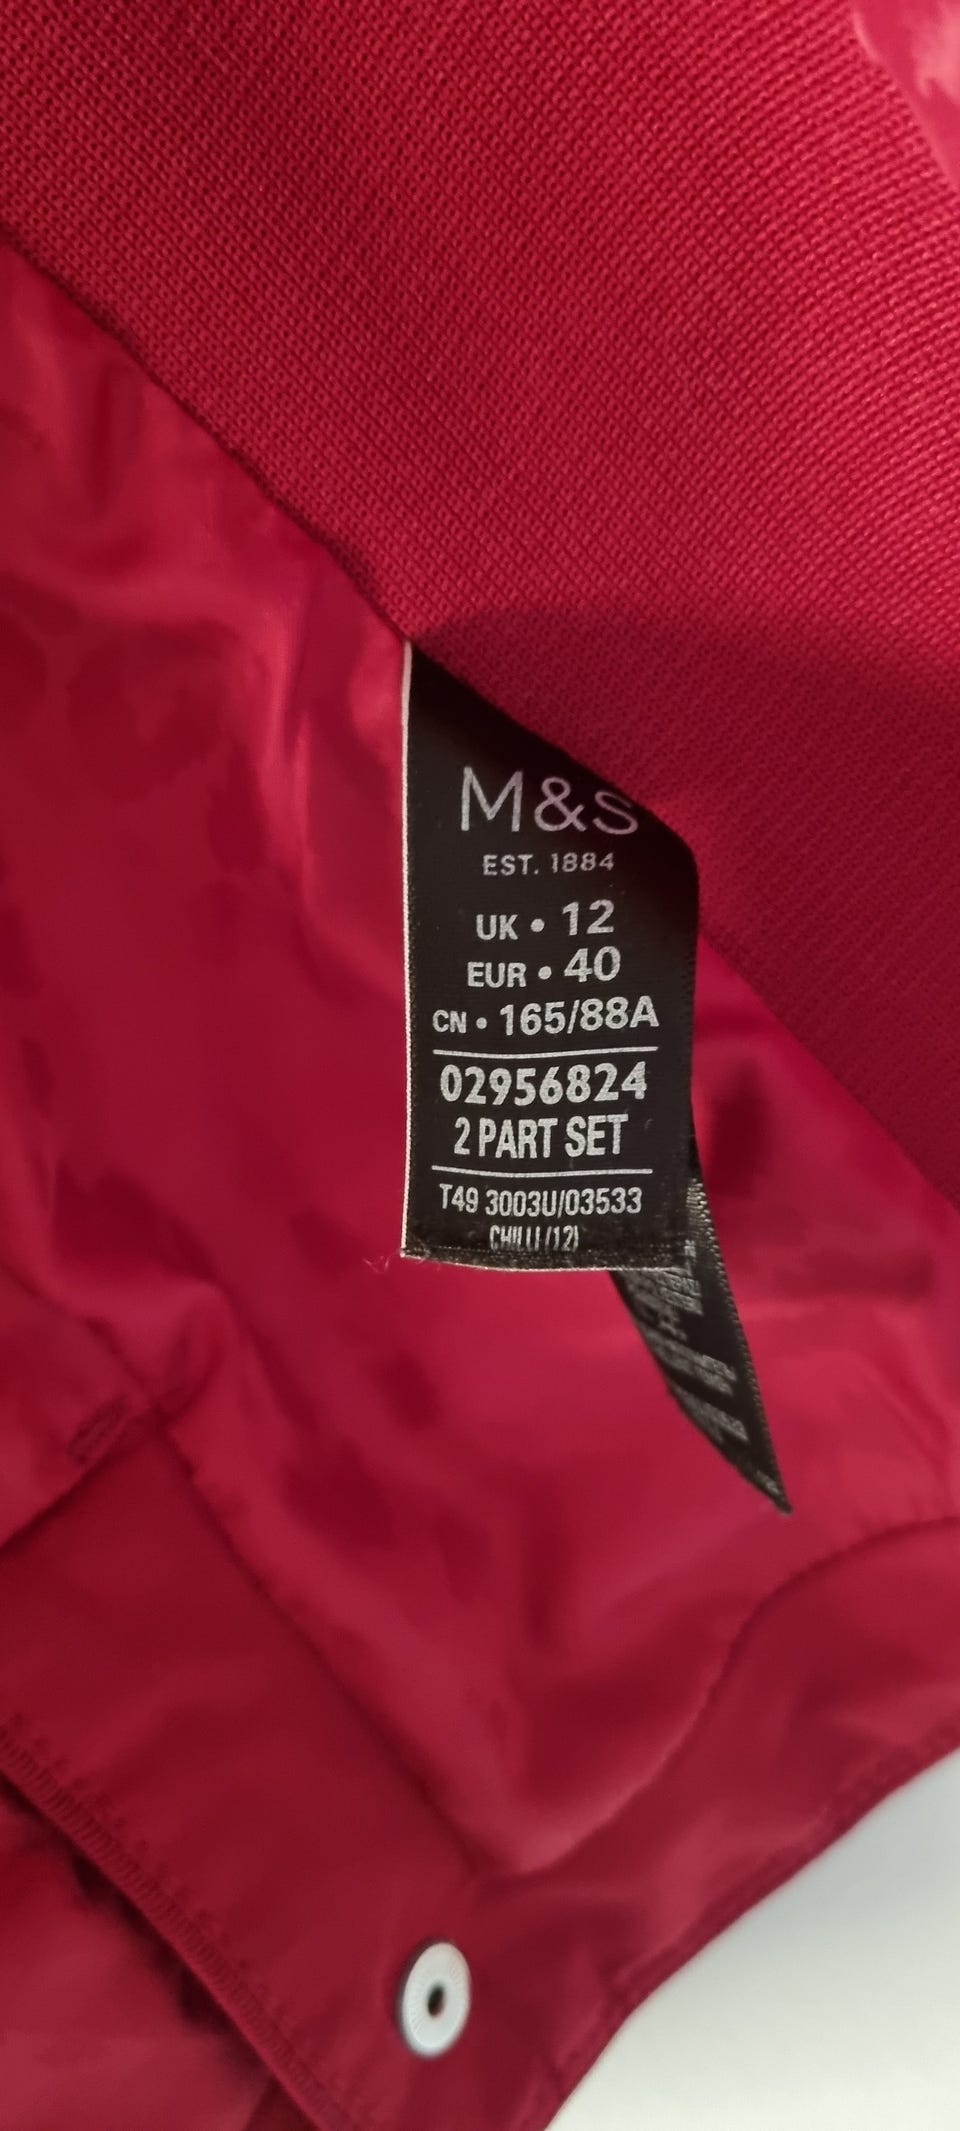 M&S
EST. 1884
UK • 12
EUR • 40
CN • 165/88A
02956824
2 PART SET
T49 3003U/03533
CHILLI (12)